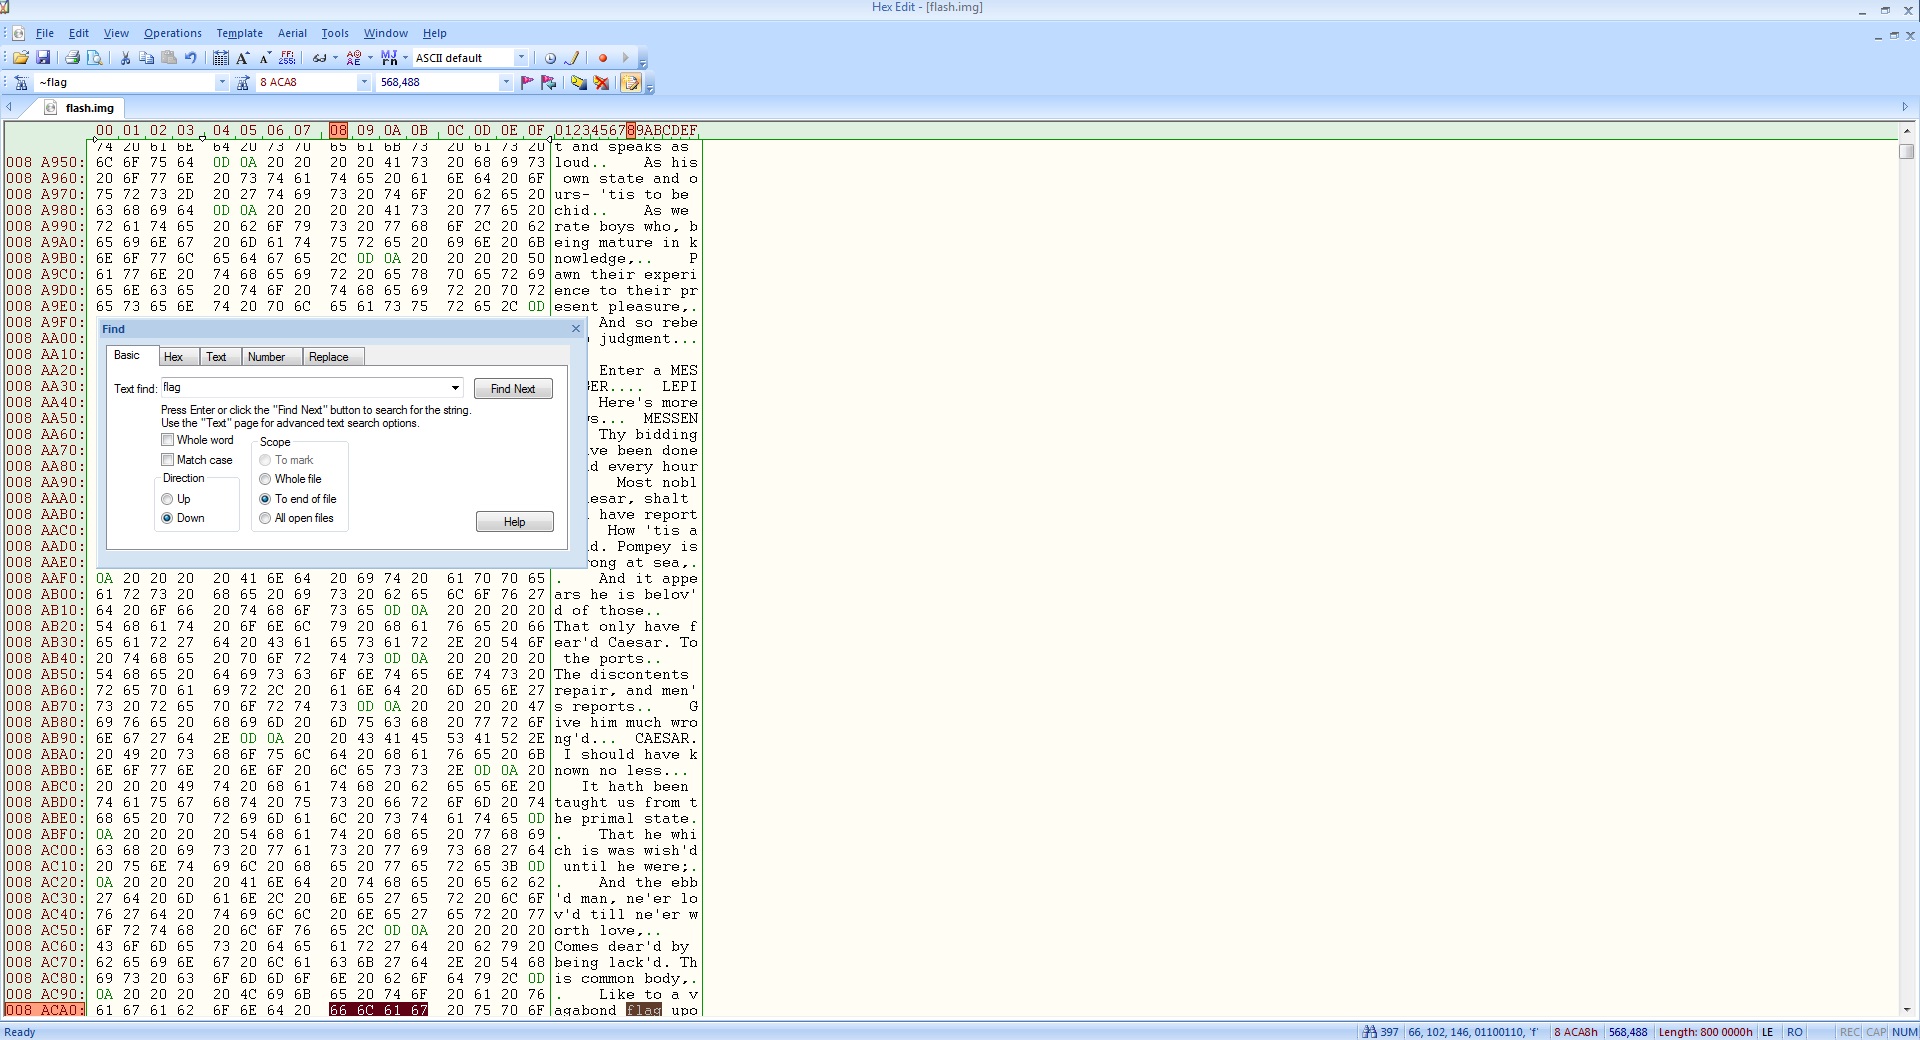 Hex Edit - [flash.img]
File Edit View Operations Template Aerial Tools Window Help
ASCII default
~flag 8 ACA8 568,488
flash.img
00 01 02 03 04 05 06 07 08 09 0A 0B 0C 0D 0E 0F 0123456789ABCDEF
74 20 61 6E 64 20 73 70 65 61 6B 73 20 61 73 20 t and speaks as
008 A950: 6C 6F 75 64 0D 0A 20 20 20 20 41 73 20 68 69 73 loud.. As his
008 A960: 20 6F 77 6E 20 73 74 61 74 65 20 61 6E 64 20 6F own state and o
008 A970: 75 72 73 2D 20 27 74 69 73 20 74 6F 20 62 65 20 urs- 'tis to be
008 A980: 63 68 69 64 0D 0A 20 20 20 20 41 73 20 77 65 20 chid.. As we
008 A990: 72 61 74 65 20 62 6F 79 73 20 77 68 6F 2C 20 62 rate boys who, b
008 A9A0: 65 69 6E 67 20 6D 61 74 75 72 65 20 69 6E 20 6B eing mature in k
008 A9B0: 6E 6F 77 6C 65 64 67 65 2C 0D 0A 20 20 20 20 50 nowledge,.. P
008 A9C0: 61 77 6E 20 74 68 65 69 72 20 65 78 70 65 72 69 awn their experi
008 A9D0: 65 6E 63 65 20 74 6F 20 74 68 65 69 72 20 70 72 ence to their pr
008 A9E0: 65 73 65 6E 74 20 70 6C 65 61 73 75 72 65 2C 0D esent pleasure,.
008 A9F0: And so rebe
008 AA00: judgment...
008 AA10:
008 AA20: Enter a MES
008 AA30: ER.... LEPI
008 AA40: Here's more
008 AA50: s... MESSEN
008 AA60: Thy bidding
008 AA70: ve been done
008 AA80: d every hour
008 AA90: Most nobl
008 AAA0: esar, shalt
008 AAB0: have report
008 AAC0: How 'tis a
008 AAD0: d. Pompey is
008 AAE0: rong at sea,.
008 AAF0: 0A 20 20 20 20 41 6E 64 20 69 74 20 61 70 70 65 . And it appe
008 AB00: 61 72 73 20 68 65 20 69 73 20 62 65 6C 6F 76 27 ars he is belov'
008 AB10: 64 20 6F 66 20 74 68 6F 73 65 0D 0A 20 20 20 20 d of those..
008 AB20: 54 68 61 74 20 6F 6E 6C 79 20 68 61 76 65 20 66 That only have f
008 AB30: 65 61 72 27 64 20 43 61 65 73 61 72 2E 20 54 6F ear'd Caesar. To
008 AB40: 20 74 68 65 20 70 6F 72 74 73 0D 0A 20 20 20 20 the ports..
008 AB50: 54 68 65 20 64 69 73 63 6F 6E 74 65 6E 74 73 20 The discontents
008 AB60: 72 65 70 61 69 72 2C 20 61 6E 64 20 6D 65 6E 27 repair, and men'
008 AB70: 73 20 72 65 70 6F 72 74 73 0D 0A 20 20 20 20 47 s reports.. G
008 AB80: 69 76 65 20 68 69 6D 20 6D 75 63 68 20 77 72 6F ive him much wro
008 AB90: 6E 67 27 64 2E 0D 0A 20 20 43 41 45 53 41 52 2E ng'd... CAESAR.
008 ABA0: 20 49 20 73 68 6F 75 6C 64 20 68 61 76 65 20 6B I should have k
008 ABB0: 6E 6F 77 6E 20 6E 6F 20 6C 65 73 73 2E 0D 0A 20 nown no less...
008 ABC0: 20 20 20 49 74 20 68 61 74 68 20 62 65 65 6E 20 It hath been
008 ABD0: 74 61 75 67 68 74 20 75 73 20 66 72 6F 6D 20 74 taught us from t
008 ABE0: 68 65 20 70 72 69 6D 61 6C 20 73 74 61 74 65 0D he primal state.
008 ABF0: 0A 20 20 20 20 54 68 61 74 20 68 65 20 77 68 69 . That he whi
008 AC00: 63 68 20 69 73 20 77 61 73 20 77 69 73 68 27 64 ch is was wish'd
008 AC10: 20 75 6E 74 69 6C 20 68 65 20 77 65 72 65 3B 0D until he were;.
008 AC20: 0A 20 20 20 20 41 6E 64 20 74 68 65 20 65 62 62 . And the ebb
008 AC30: 27 64 20 6D 61 6E 2C 20 6E 65 27 65 72 20 6C 6F 'd man, ne'er lo
008 AC40: 76 27 64 20 74 69 6C 6C 20 6E 65 27 65 72 20 77 v'd till ne'er w
008 AC50: 6F 72 74 68 20 6C 6F 76 65 2C 0D 0A 20 20 20 20 orth love,..
008 AC60: 43 6F 6D 65 73 20 64 65 61 72 27 64 20 62 79 20 Comes dear'd by
008 AC70: 62 65 69 6E 67 20 6C 61 63 6B 27 64 2E 20 54 68 being lack'd. Th
008 AC80: 69 73 20 63 6F 6D 6D 6F 6E 20 62 6F 64 79 2C 0D is common body,.
008 AC90: 0A 20 20 20 20 4C 69 6B 65 20 74 6F 20 61 20 76 . Like to a v
008 ACA0: 61 67 61 62 6F 6E 64 20 66 6C 61 67 20 75 70 6F agabond flag upo
Find
Basic Hex Text Number Replace
Text find: flag Find Next
Press Enter or click the "Find Next" button to search for the string.
Use the "Text" page for advanced text search options.
Whole word
Match case
Direction
Up
Down
Scope
To mark
Whole file
To end of file
All open files
Help
Ready 397 66, 102, 146, 01100110, 'f' 8 ACA8h 568,488 Length: 800 0000h LE RO REC CAP NUM